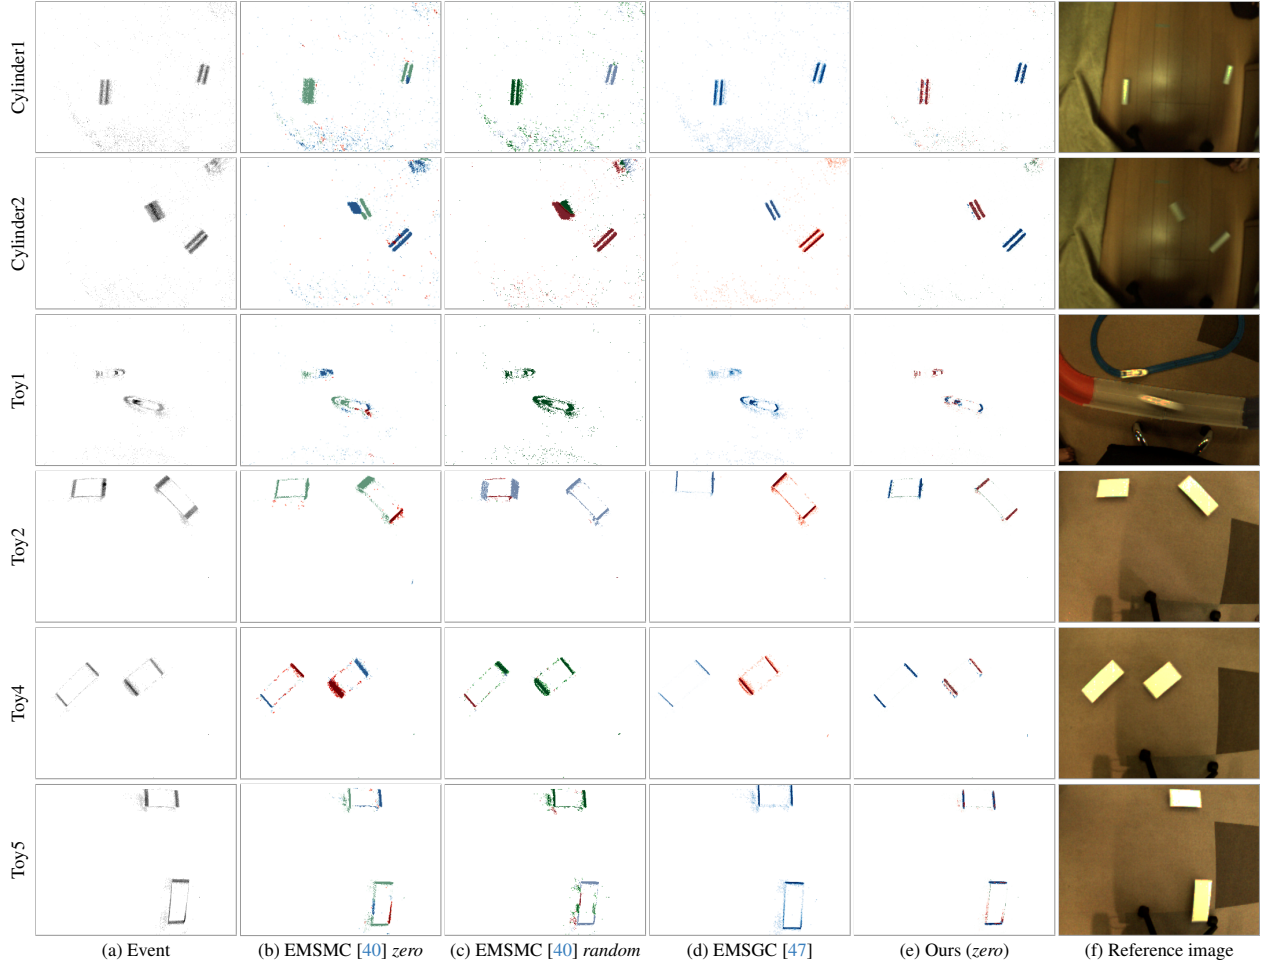 Cylinder1
Cylinder2
Toy1
Toy2
Toy4
Toy5
(a) Event
(b) EMSMC [40] zero
(c) EMSMC [40] random
(d) EMSGC [47]
(e) Ours (zero)
(f) Reference image